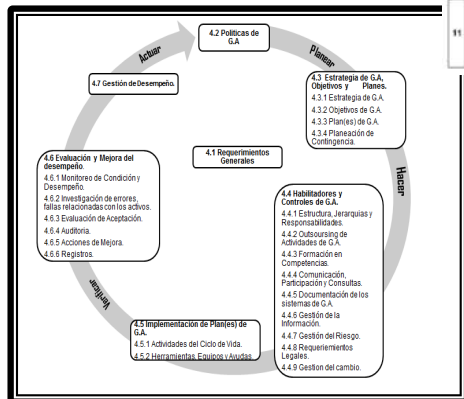 11
4.2 Políticas de
G.A
Actuar
Planear
4.7 Gestión de Desempeño.
4.3 Estrategia de G.A,
Objetivos y Planes.
4.3.1 Estrategia de G.A.
4.3.2 Objetivos de G.A.
4.3.3 Plan(es) de G.A.
4.3.4 Planeación de
Contingencia.
4.1 Requerimientos
Generales
Hacer
4.6 Evaluación y Mejora del
desempeño.
4.6.1 Monitoreo de Condición y
Desempeño.
4.6.2 Investigación de errores,
fallas relacionadas con los activos.
4.6.3 Evaluación de Aceptación.
4.6.4 Auditoria.
4.6.5 Acciones de Mejora.
4.6.6 Registros.
4.4 Habilitadores y
Controles de G.A.
4.4.1 Estructura, Jerarquias y
Responsabilidades.
4.4.2 Outsoursing de
Actividades de G.A.
4.4.3 Formación en
Competencias.
4.4.4 Comunicación,
Participación y Consultas.
4.4.5 Documentación de los
sistemas de G.A.
4.4.6 Gestión de la
Información.
4.4.7 Gestión del Riesgo.
4.4.8 Requeriemientos
Legales.
4.4.9 Gestion del cambio.
Verificar
4.5 Implementación de Plan(es) de
G.A.
4.5.1 Actividades del Ciclo de Vida.
4.5.2 Herramientas, Equipos y Ayudas